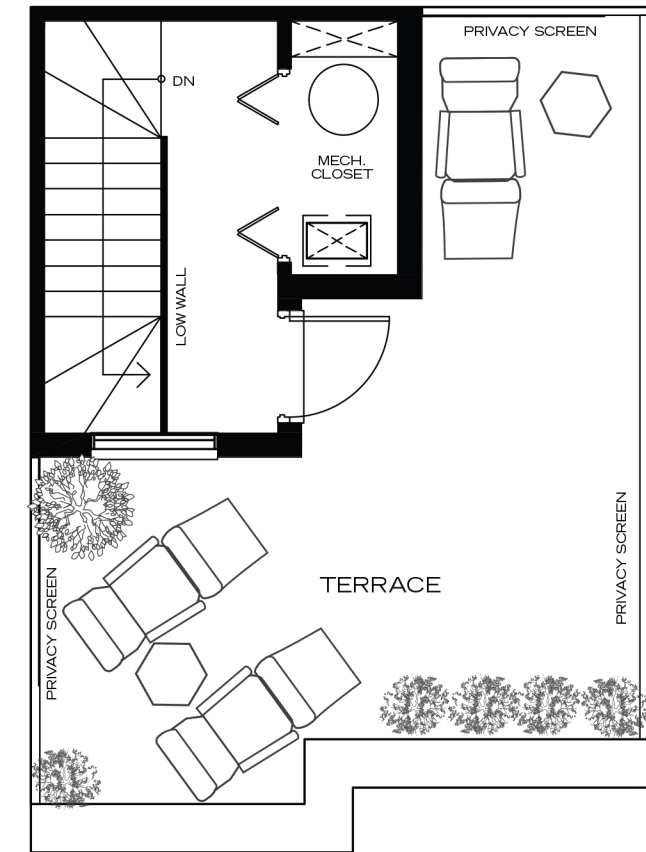 PRIVACY SCREEN
DN
MECH.
CLOSET
LOW WALL
TERRACE
PRIVACY SCREEN
PRIVACY SCREEN